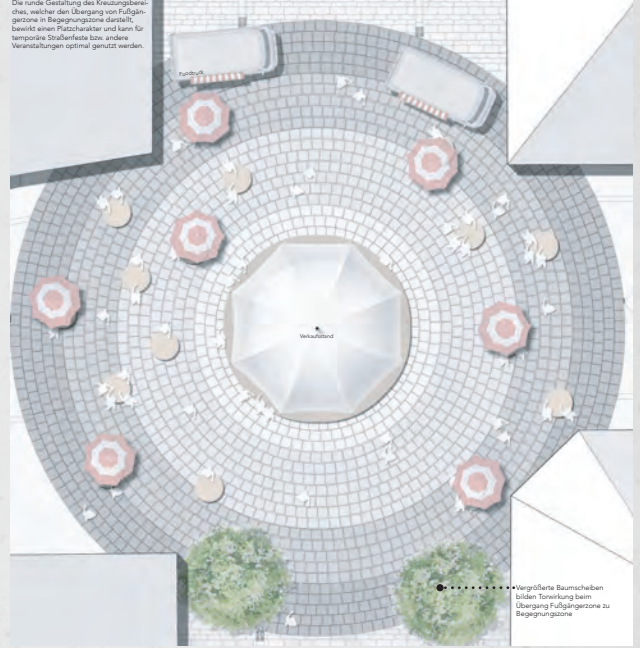 Die runde Gestaltung des Kreuzungsberei-
ches, welcher den Übergang von Fußgän-
gerzone in Begegnungszone darstellt,
bewirkt einen Platzcharakter und kann für
temporäre Straßenfeste bzw. andere
Veranstaltungen optimal genutzt werden.
Foodtruck
Verkaufsstand
Vergrößerte Baumscheiben
bilden Torwirkung beim
Übergang Fußgängerzone zu
Begegnungszone